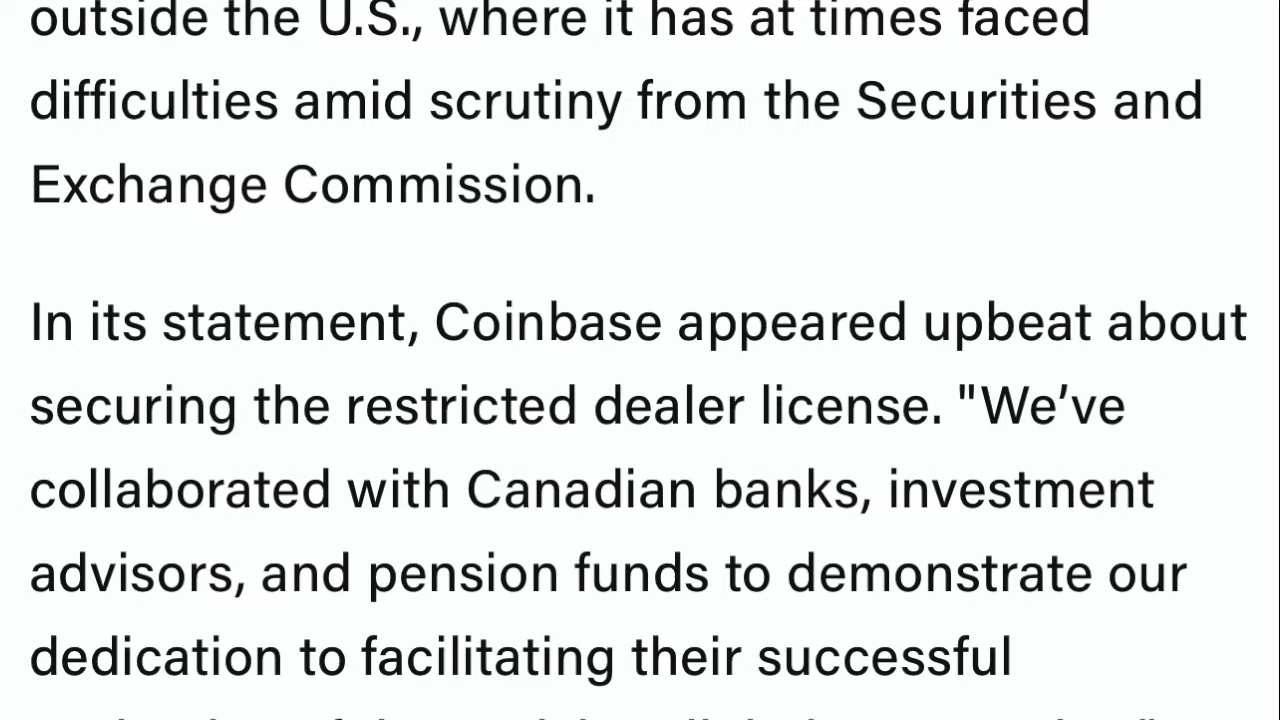 outside the U.S., where it has at times faced
difficulties amid scrutiny from the Securities and
Exchange Commission.
In its statement, Coinbase appeared upbeat about
securing the restricted dealer license. "We’ve
collaborated with Canadian banks, investment
advisors, and pension funds to demonstrate our
dedication to facilitating their successful